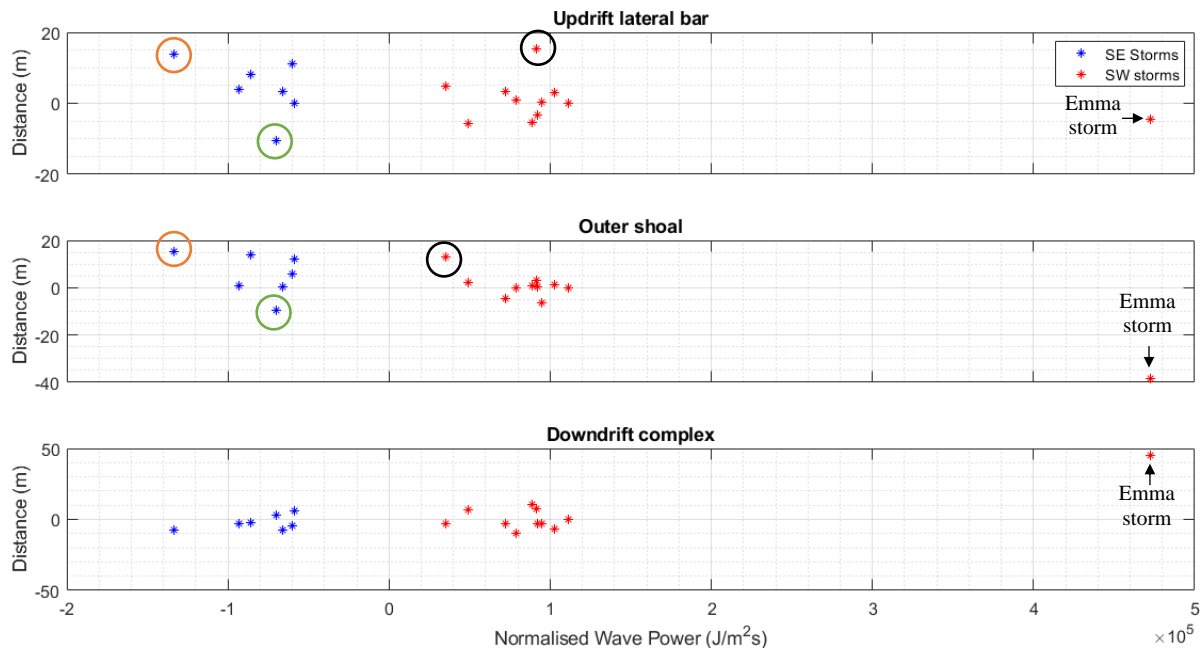 Updrift lateral bar
Distance (m)
20
0
-20
SE Storms
SW storms
Emma
storm
Outer shoal
Distance (m)
20
0
-20
-40
Emma
storm
Downdrift complex
Distance (m)
50
0
-50
Emma
storm
-2
-1
0
1
2
3
4
5
Normalised Wave Power (J/m²s)
×10⁵